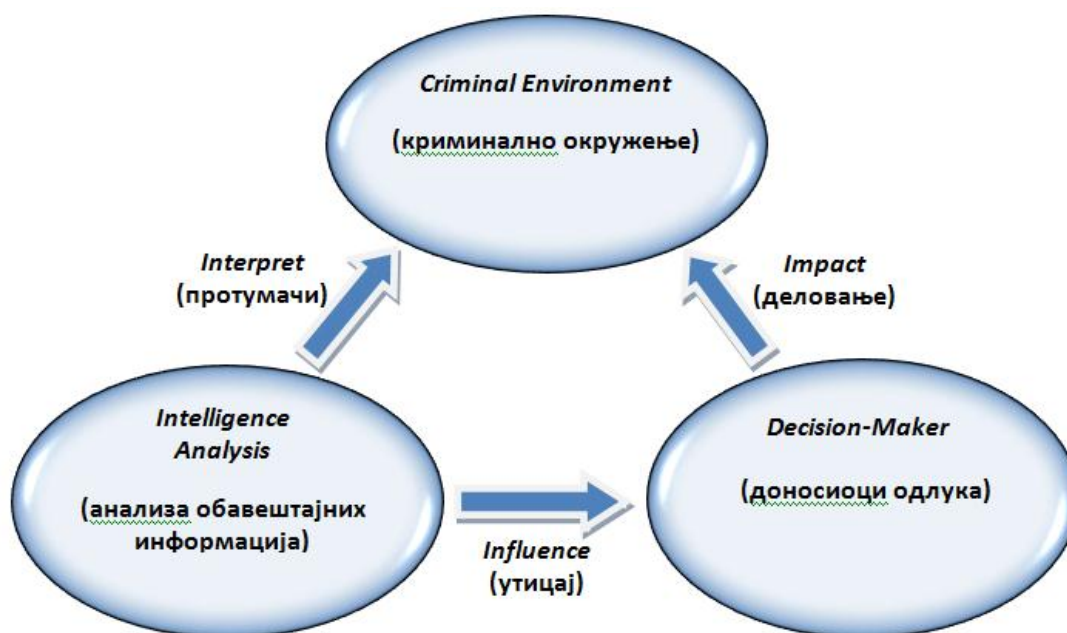 Criminal Environment
(криминално окружење)
Interpret
(протумачи)
Impact
(деловање)
Intelligence
Analysis
(анализа обавештајних
информација)
Decision-Maker
(доносиоци одлука)
Influence
(утицај)